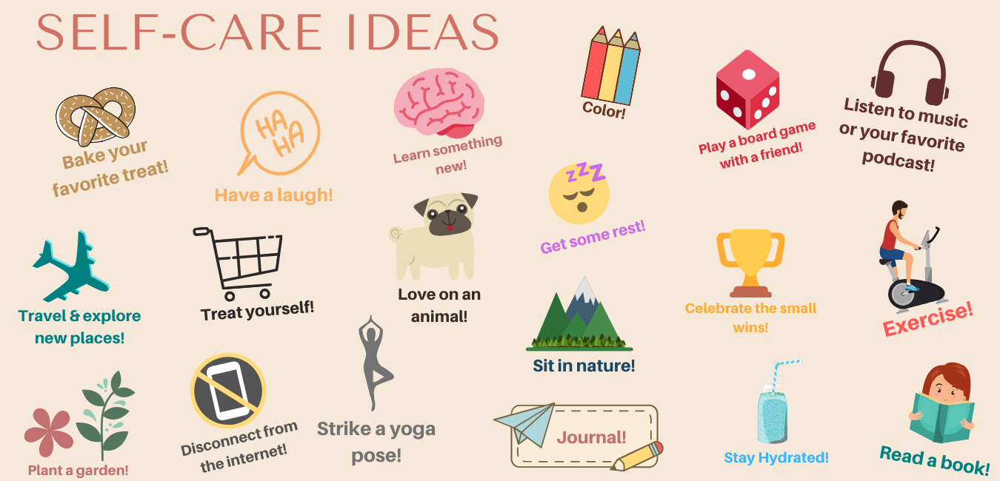 SELF-CARE IDEAS
Bake your
favorite treat!
HA
HA
HA
Have a laugh!
Learn something
new!
Color!
Play a board game
with a friend!
Listen to music
or your favorite
podcast!
Travel & explore
new places!
Treat yourself!
Love on an
animal!
zzz
Get some rest!
Celebrate the small
wins!
Exercise!
Sit in nature!
Plant a garden!
Disconnect from
the internet!
Strike a yoga
pose!
Journal!
Stay Hydrated!
Read a book!